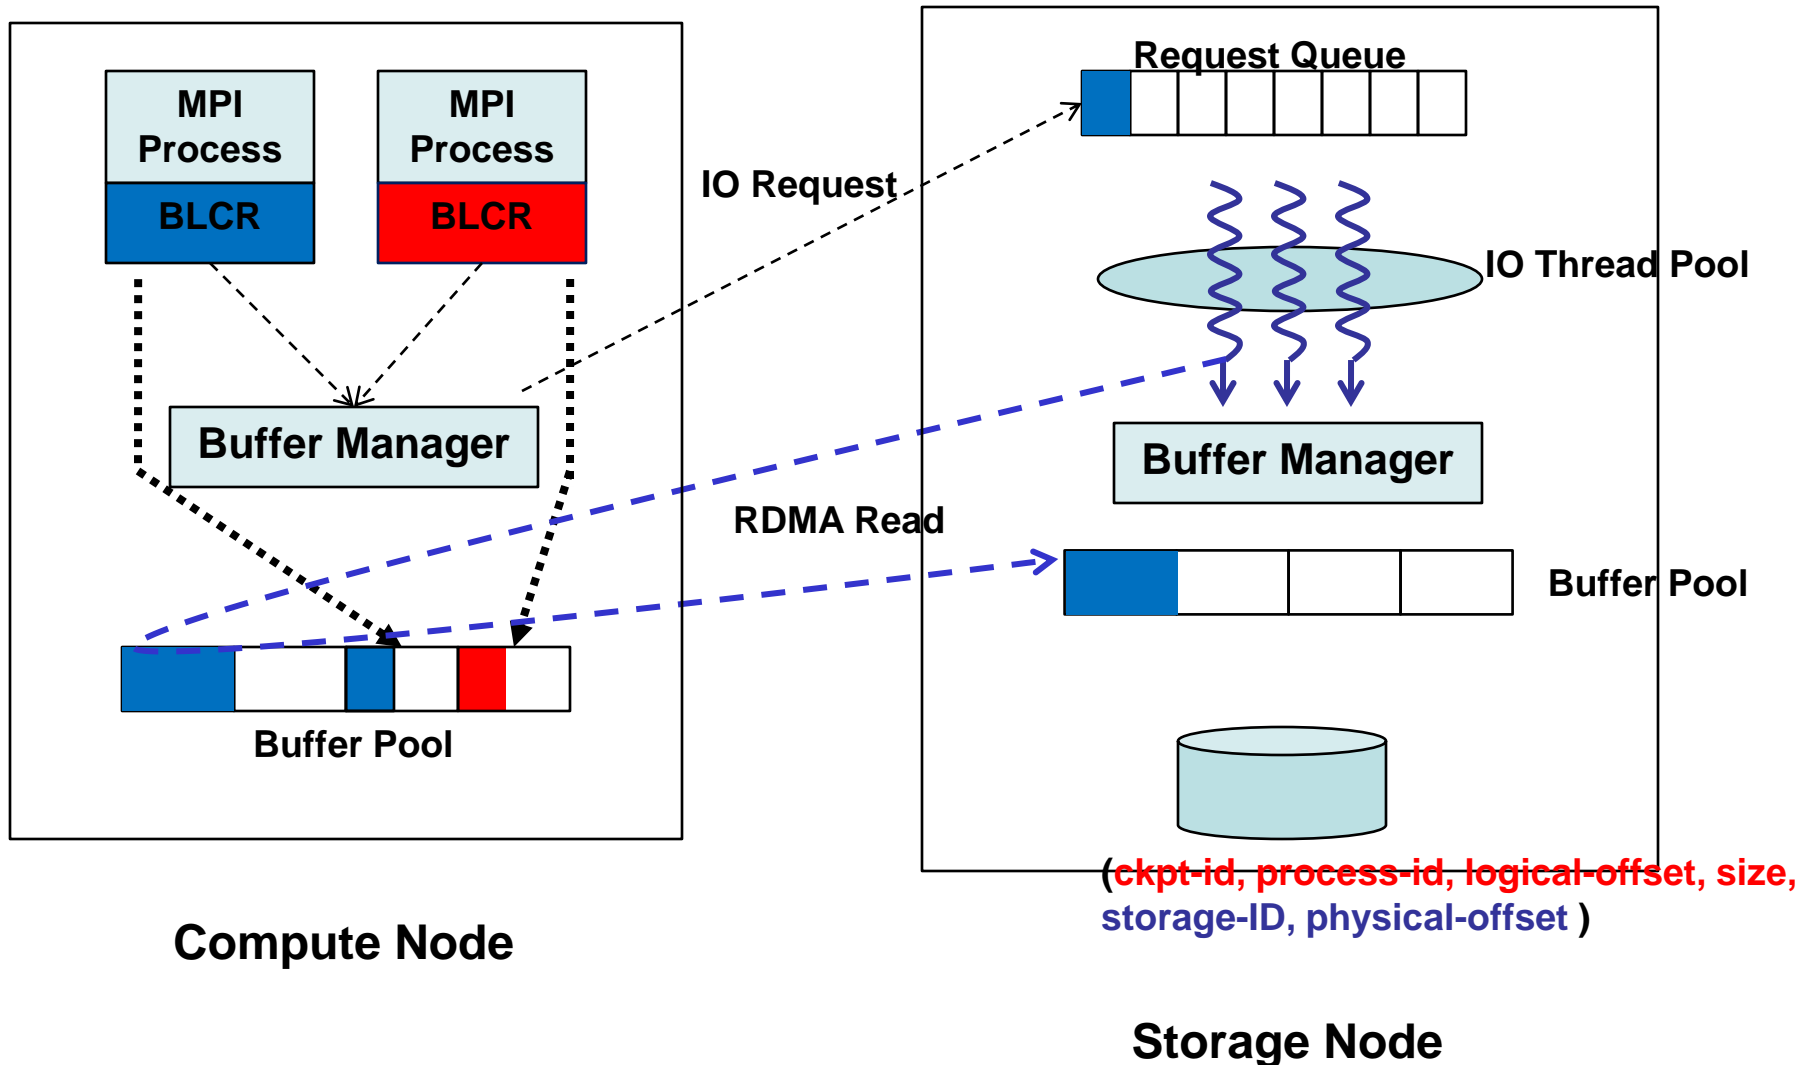 MPI
Process
BLCR
MPI
Process
BLCR
Buffer Manager
Buffer Pool
Compute Node
IO Request
RDMA Read
Request Queue
IO Thread Pool
Buffer Manager
Buffer Pool
(ckpt-id, process-id, logical-offset, size,
storage-ID, physical-offset )
Storage Node